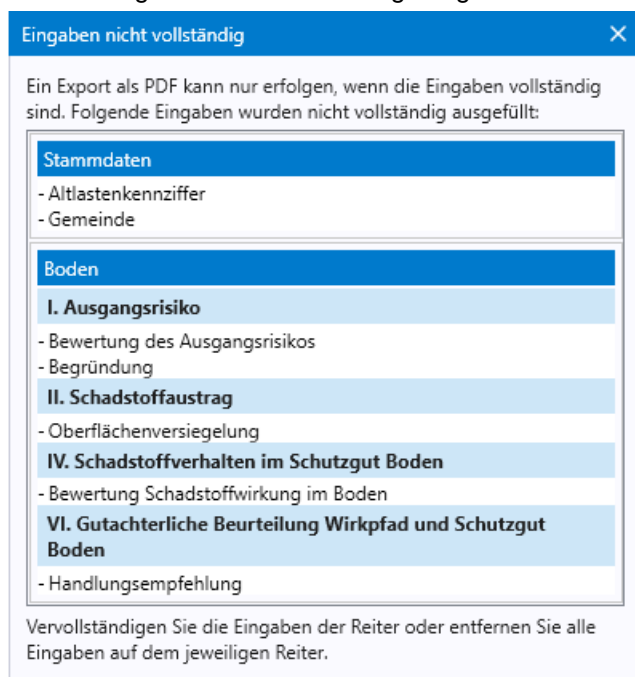 Eingaben nicht vollständig
Ein Export als PDF kann nur erfolgen, wenn die Eingaben vollständig
sind. Folgende Eingaben wurden nicht vollständig ausgefüllt:
Stammdaten
- Altlastenkennziffer
- Gemeinde
Boden
I. Ausgangsrisiko
- Bewertung des Ausgangsrisikos
- Begründung
II. Schadstoffaustrag
- Oberflächenversiegelung
IV. Schadstoffverhalten im Schutzgut Boden
- Bewertung Schadstoffwirkung im Boden
VI. Gutachterliche Beurteilung Wirkpfad und Schutzgut
Boden
- Handlungsempfehlung
Vervollständigen Sie die Eingaben der Reiter oder entfernen Sie alle
Eingaben auf dem jeweiligen Reiter.